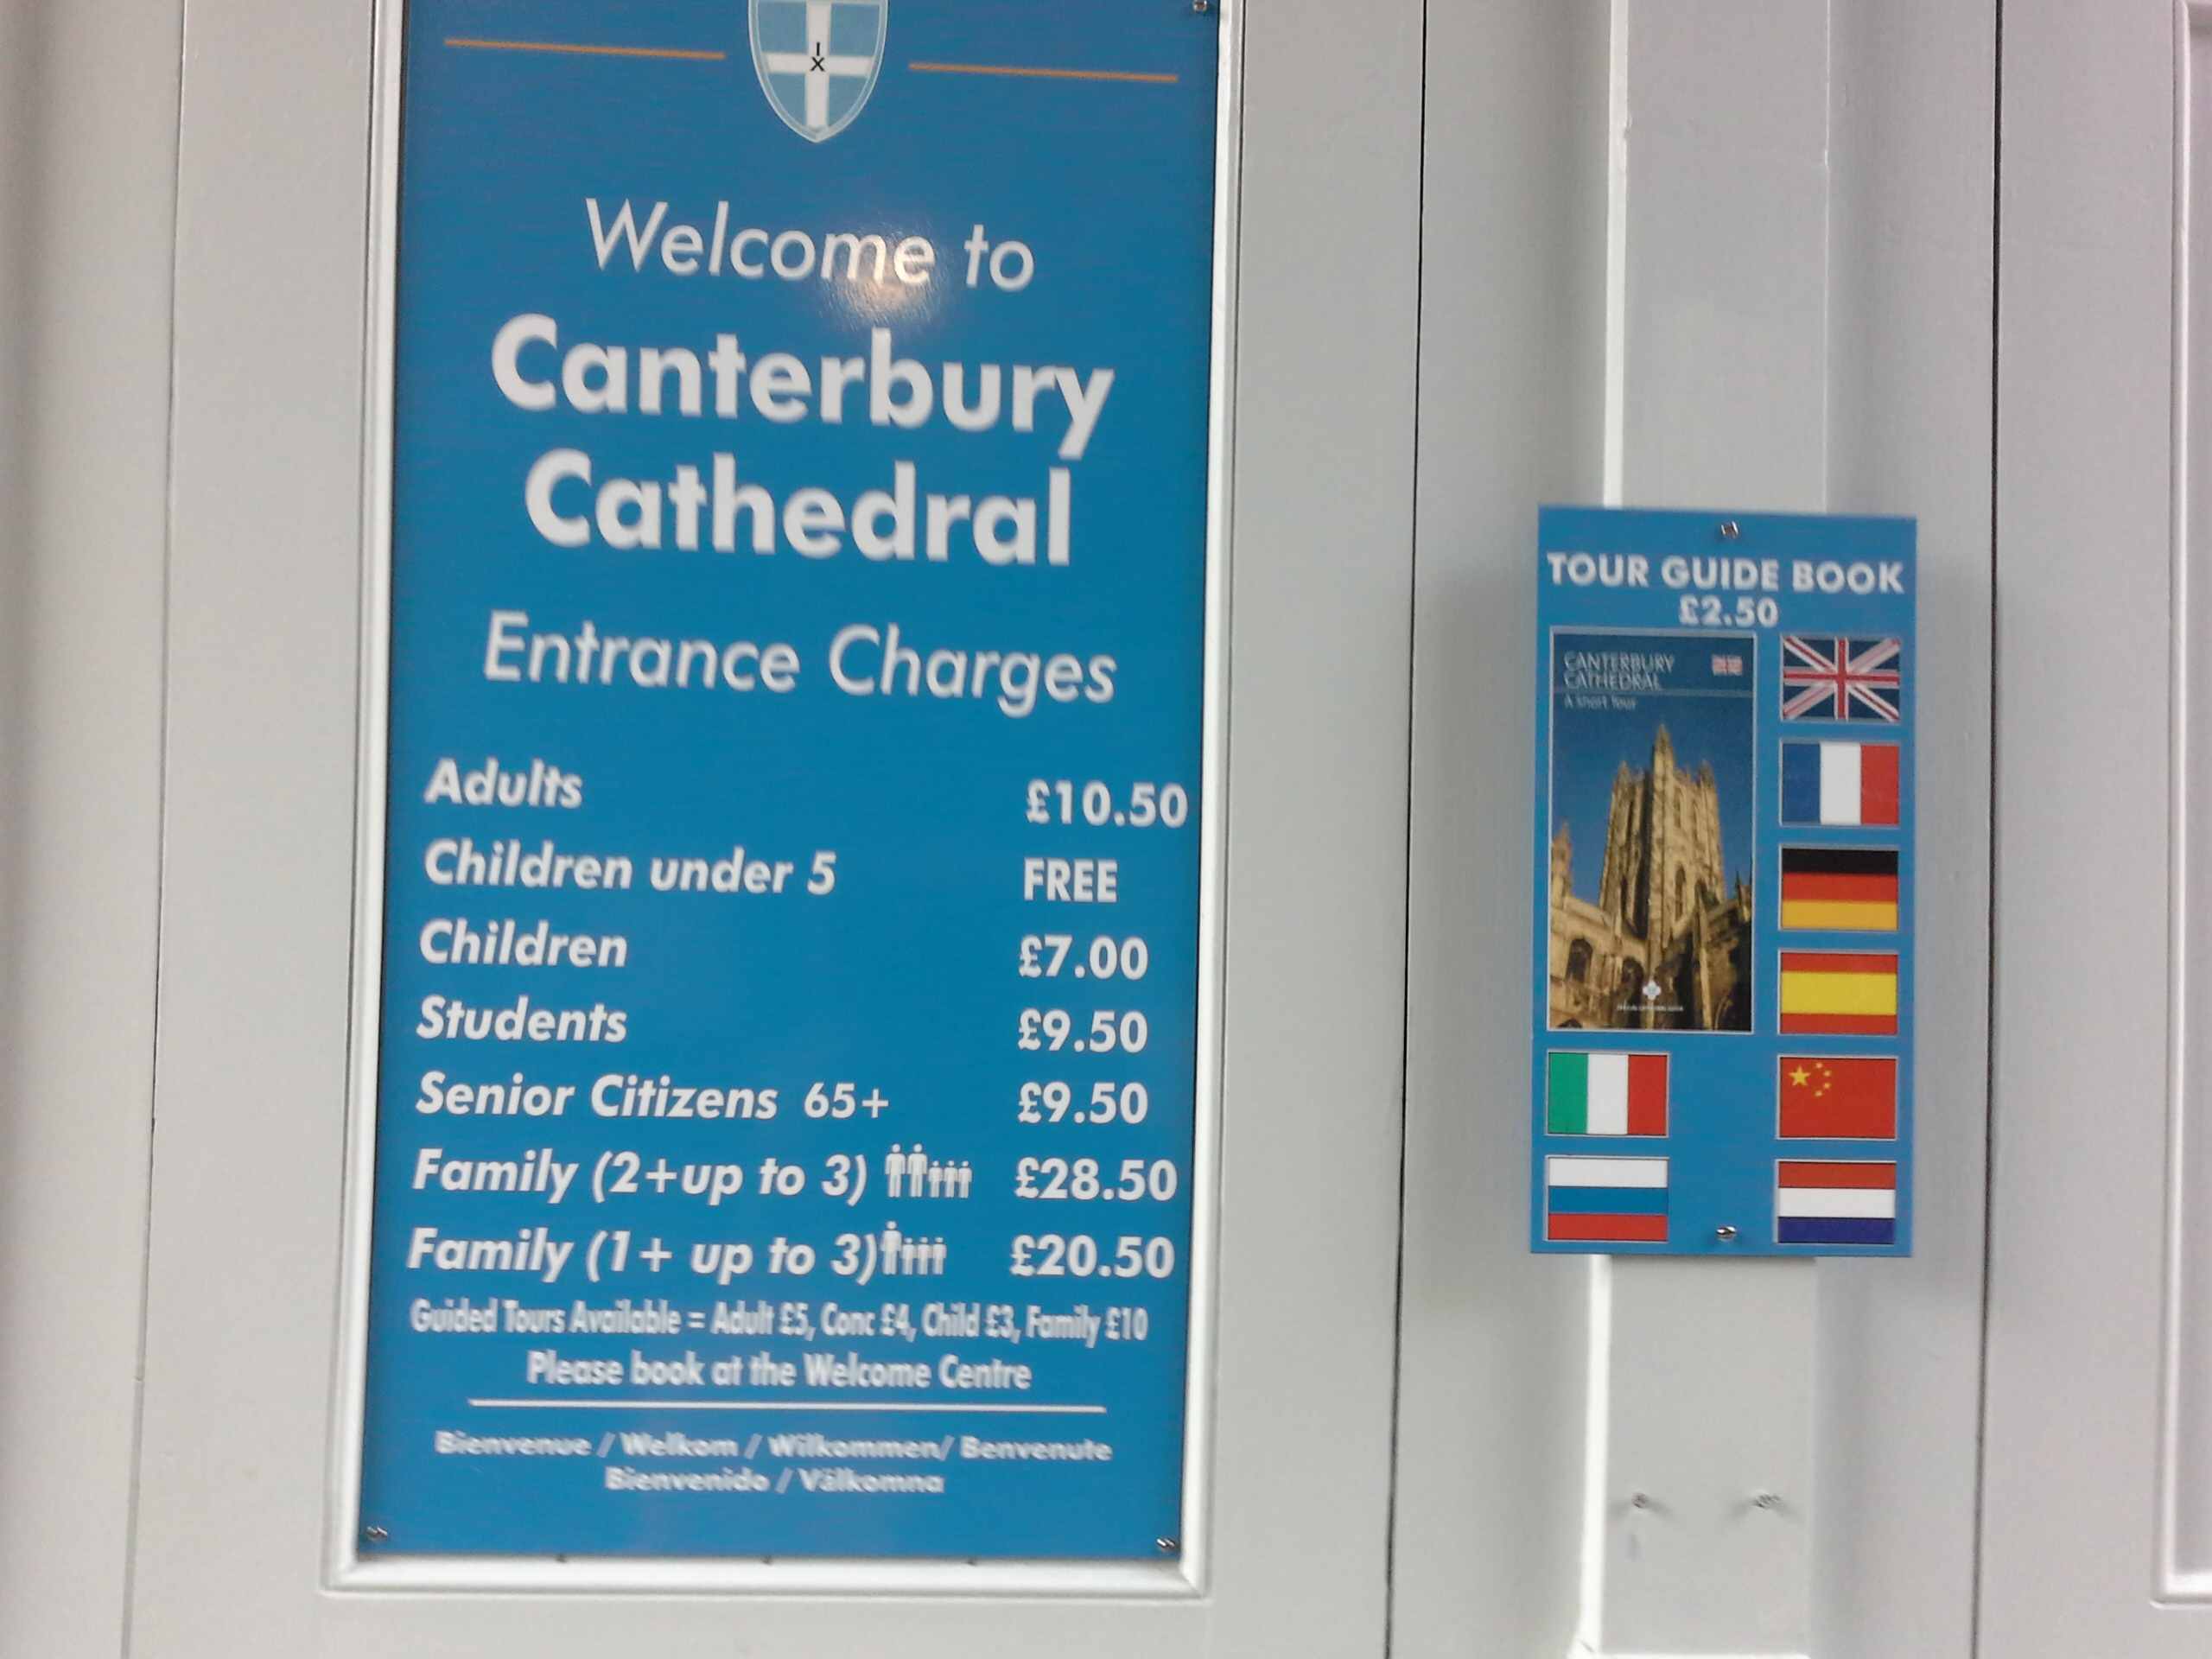 I
X
Welcome to
Canterbury
Cathedral
Entrance Charges
Adults £10.50
Children under 5 FREE
Children £7.00
Students £9.50
Senior Citizens 65+ £9.50
Family (2+up to 3) £28.50
Family (1+ up to 3) £20.50
Guided Tours Available = Adult £5, Conc £4, Child £3, Family £10
Please book at the Welcome Centre
Bienvenue / Welkom / Wilkommen/ Benvenute
Bienvenido / Välkomna
TOUR GUIDE BOOK
£2.50
CANTERBURY
CATHEDRAL
A Short Tour